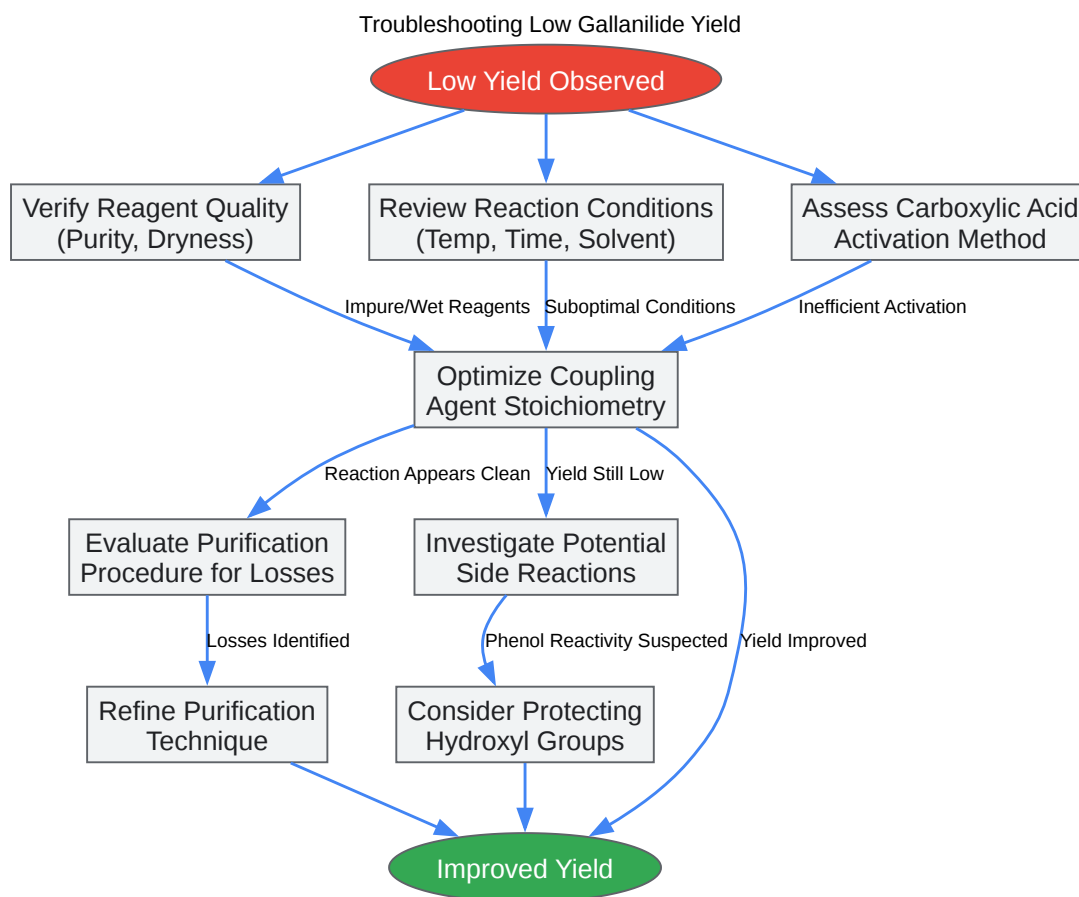 Troubleshooting Low Gallanilide Yield
Low Yield Observed
Verify Reagent Quality
(Purity, Dryness)
Review Reaction Conditions
(Temp, Time, Solvent)
Assess Carboxylic Acid
Activation Method
Impure/Wet Reagents
Suboptimal Conditions
Inefficient Activation
Optimize Coupling
Agent Stoichiometry
Reaction Appears Clean
Yield Still Low
Evaluate Purification
Procedure for Losses
Investigate Potential
Side Reactions
Losses Identified
Phenol Reactivity Suspected
Yield Improved
Refine Purification
Technique
Consider Protecting
Hydroxyl Groups
Improved Yield